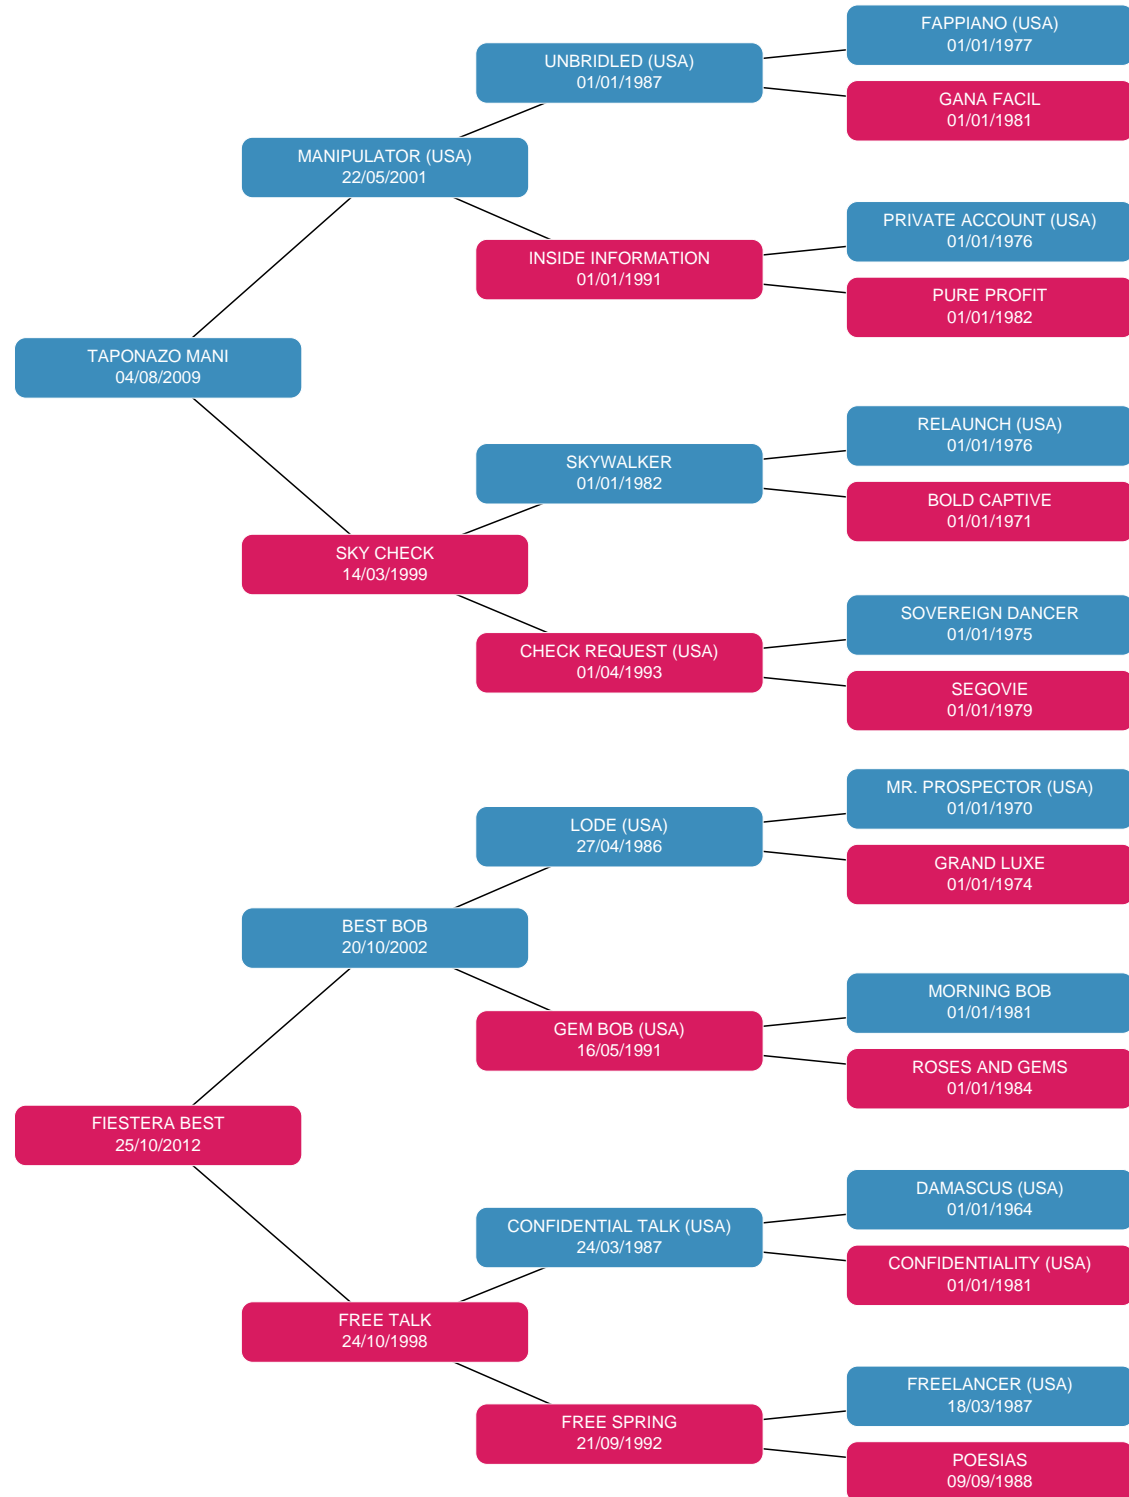 FAPPIANO (USA)
01/01/1977
UNBRIDLED (USA)
01/01/1987
GANA FACIL
01/01/1981
MANIPULATOR (USA)
22/05/2001
PRIVATE ACCOUNT (USA)
01/01/1976
INSIDE INFORMATION
01/01/1991
PURE PROFIT
01/01/1982
TAPONAZO MANI
04/08/2009
RELAUNCH (USA)
01/01/1976
SKYWALKER
01/01/1982
BOLD CAPTIVE
01/01/1971
SKY CHECK
14/03/1999
SOVEREIGN DANCER
01/01/1975
CHECK REQUEST (USA)
01/04/1993
SEGOVIE
01/01/1979
MR. PROSPECTOR (USA)
01/01/1970
LODE (USA)
27/04/1986
GRAND LUXE
01/01/1974
BEST BOB
20/10/2002
MORNING BOB
01/01/1981
GEM BOB (USA)
16/05/1991
ROSES AND GEMS
01/01/1984
FIESTERA BEST
25/10/2012
DAMASCUS (USA)
01/01/1964
CONFIDENTIAL TALK (USA)
24/03/1987
CONFIDENTIALITY (USA)
01/01/1981
FREE TALK
24/10/1998
FREELANCER (USA)
18/03/1987
FREE SPRING
21/09/1992
POESIAS
09/09/1988